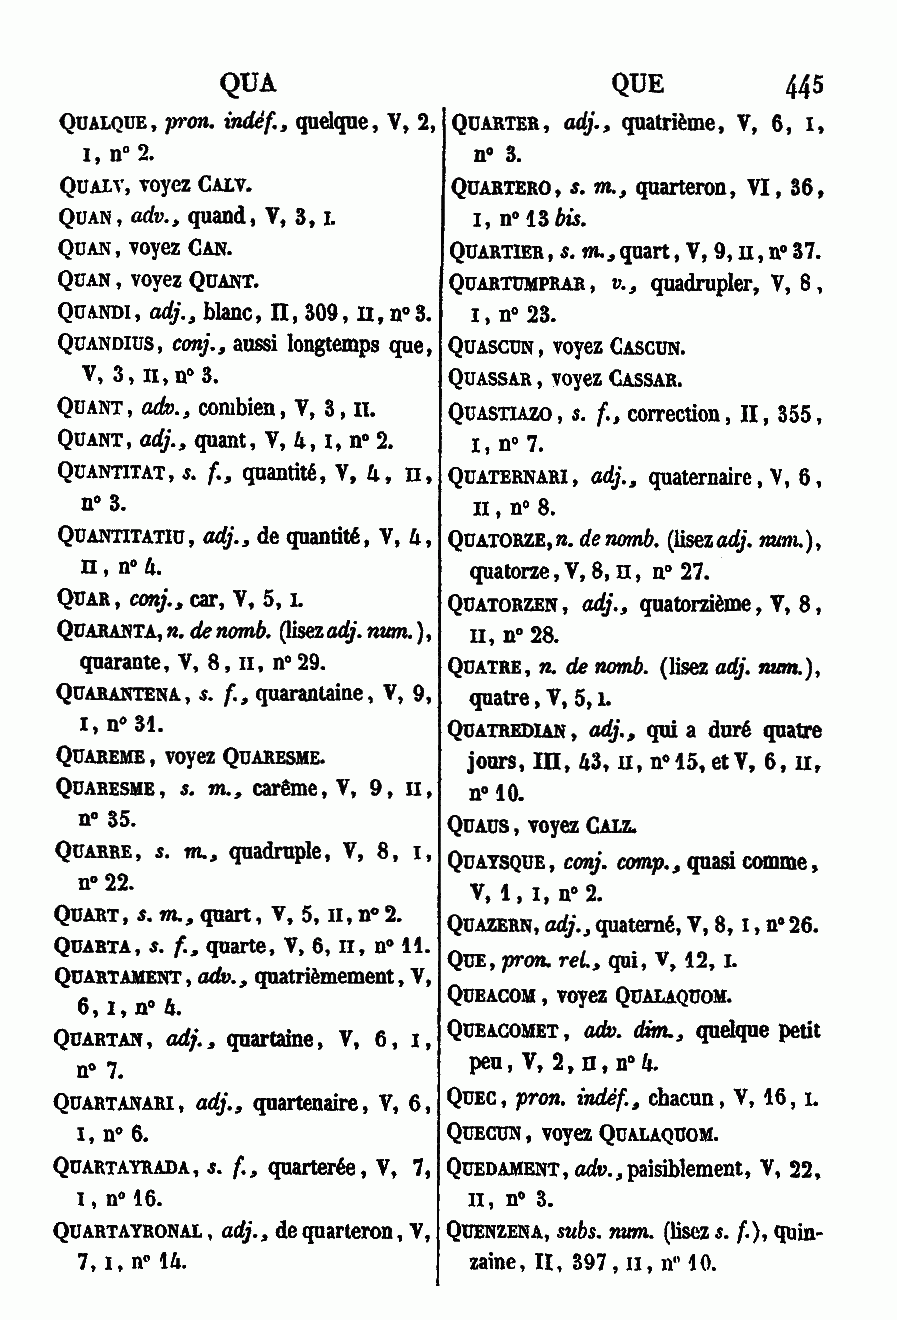 QUA QUE 445
QUALQUE, pron. indéf., quelque, V, 2,
I, n° 2.
QUALV, voyez CALV.
QUAN, adv., quand, V, 3, I.
QUAN, voyez CAN.
QUAN, voyez QUANT.
QUANDI, adj., blanc, II, 309, II, n° 3.
QUANDIUS, conj., aussi longtemps que,
V, 3, II, n° 3.
QUANT, adv., combien, V, 3, II.
QUANT, adj., quant, V, 4, I, n° 2.
QUANTITAT, s. f., quantité, V, 4, II,
n° 3.
QUANTITATIU, adj., de quantité, V, 4,
II, n° 4.
QUAR, conj., car, V, 5, I.
QUARANTA, n. de nomb. (lisez adj. num.),
quarante, V, 8, II, n° 29.
QUARANTENA, s. f., quarantaine, V, 9,
I, n° 31.
QUAREME, voyez QUARESME.
QUARESME, s. m., carême, V, 9, II,
n° 35.
QUARRE, s. m., quadruple, V, 8, I,
n° 22.
QUART, s. m., quart, V, 5, II, n° 2.
QUARTA, s. f., quarte, V, 6, II, n° 11.
QUARTAMENT, adv., quatrièmement, V,
6, I, n° 4.
QUARTAN, adj., quartaine, V, 6, I,
n° 7.
QUARTANARI, adj., quartenaire, V, 6,
I, n° 6.
QUARTAYRADA, s. f., quarterée, V, 7,
I, n° 16.
QUARTAYRONAL, adj., de quarteron, V,
7, I, n° 14.
QUARTER, adj., quatrième, V, 6, I,
n° 3.
QUARTERO, s. m., quarteron, VI, 36,
I, n° 13 bis.
QUARTIER, s. m., quart, V, 9, II, n° 37.
QUARTUMPRAR, v., quadrupler, V, 8,
I, n° 23.
QUASCUN, voyez CASCUN.
QUASSAR, voyez CASSAR.
QUASTIAZO, s. f., correction, II, 355,
I, n° 7.
QUATERNARI, adj., quaternaire, V, 6,
II, n° 8.
QUATORZE, n. de nomb. (lisez adj. num.),
quatorze, V, 8, II, n° 27.
QUATORZEN, adj., quatorzième, V, 8,
II, n° 28.
QUATRE, n. de nomb. (lisez adj. num.),
quatre, V, 5, I.
QUATREDIAN, adj., qui a duré quatre
jours, III, 43, II, n° 15, et V, 6, II,
n° 10.
QUAUS, voyez CALZ.
QUAYSQUE, conj. comp., quasi comme,
V, 1, I, n° 2.
QUAZERN, adj., quaterné, V, 8, I, n° 26.
QUE, pron. rel., qui, V, 12, I.
QUEACOM, voyez QUALAQUOM.
QUEACOMET, adv. dim., quelque petit
peu, V, 2, II, n° 4.
QUEC, pron. indéf., chacun, V, 16, I.
QUECUN, voyez QUALAQUOM.
QUEDAMENT, adv., paisiblement, V, 22,
II, n° 3.
QUENZENA, subs. num. (lisez s. f.), quin-
zaine, II, 397, II, n° 10.